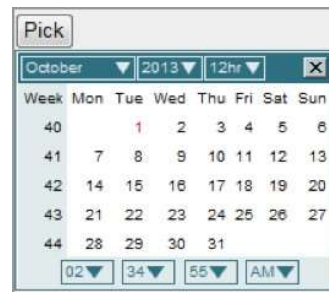 Pick
October 2013 12hr X
Week Mon Tue Wed Thu Fri Sat Sun
40 1 2 3 4 5 6
41 7 8 9 10 11 12 13
42 14 15 16 17 18 19 20
43 21 22 23 24 25 26 27
44 28 29 30 31
02 34 55 AM